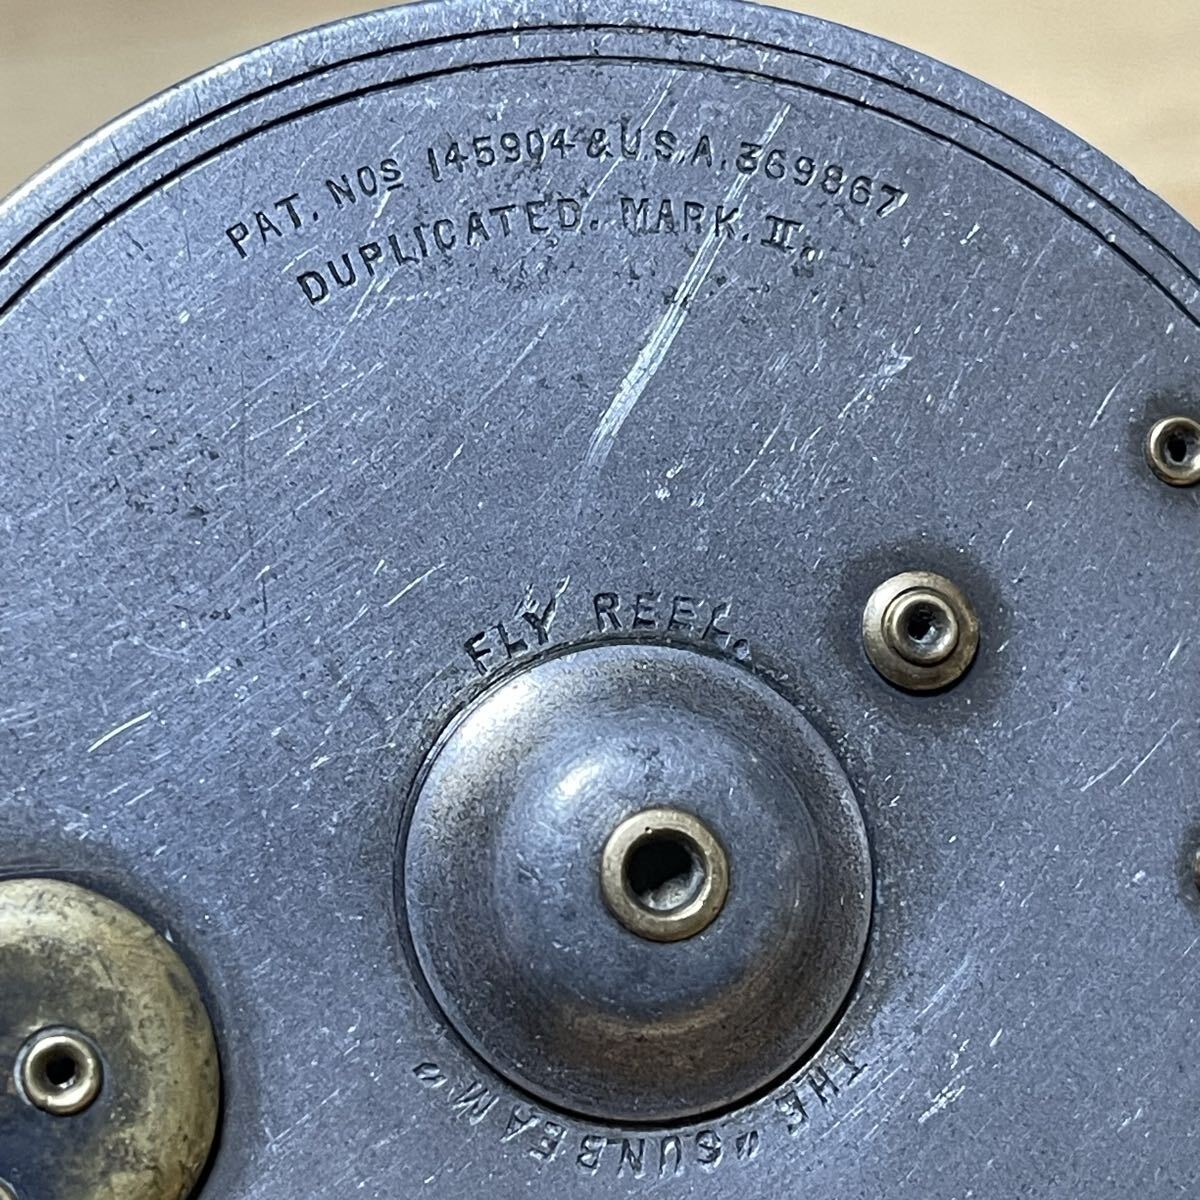 PAT. NOS 145904 & U.S.A. 369867
DUPLICATED. MARK. II.
FLY REEL.
THE "SUNBEAM"